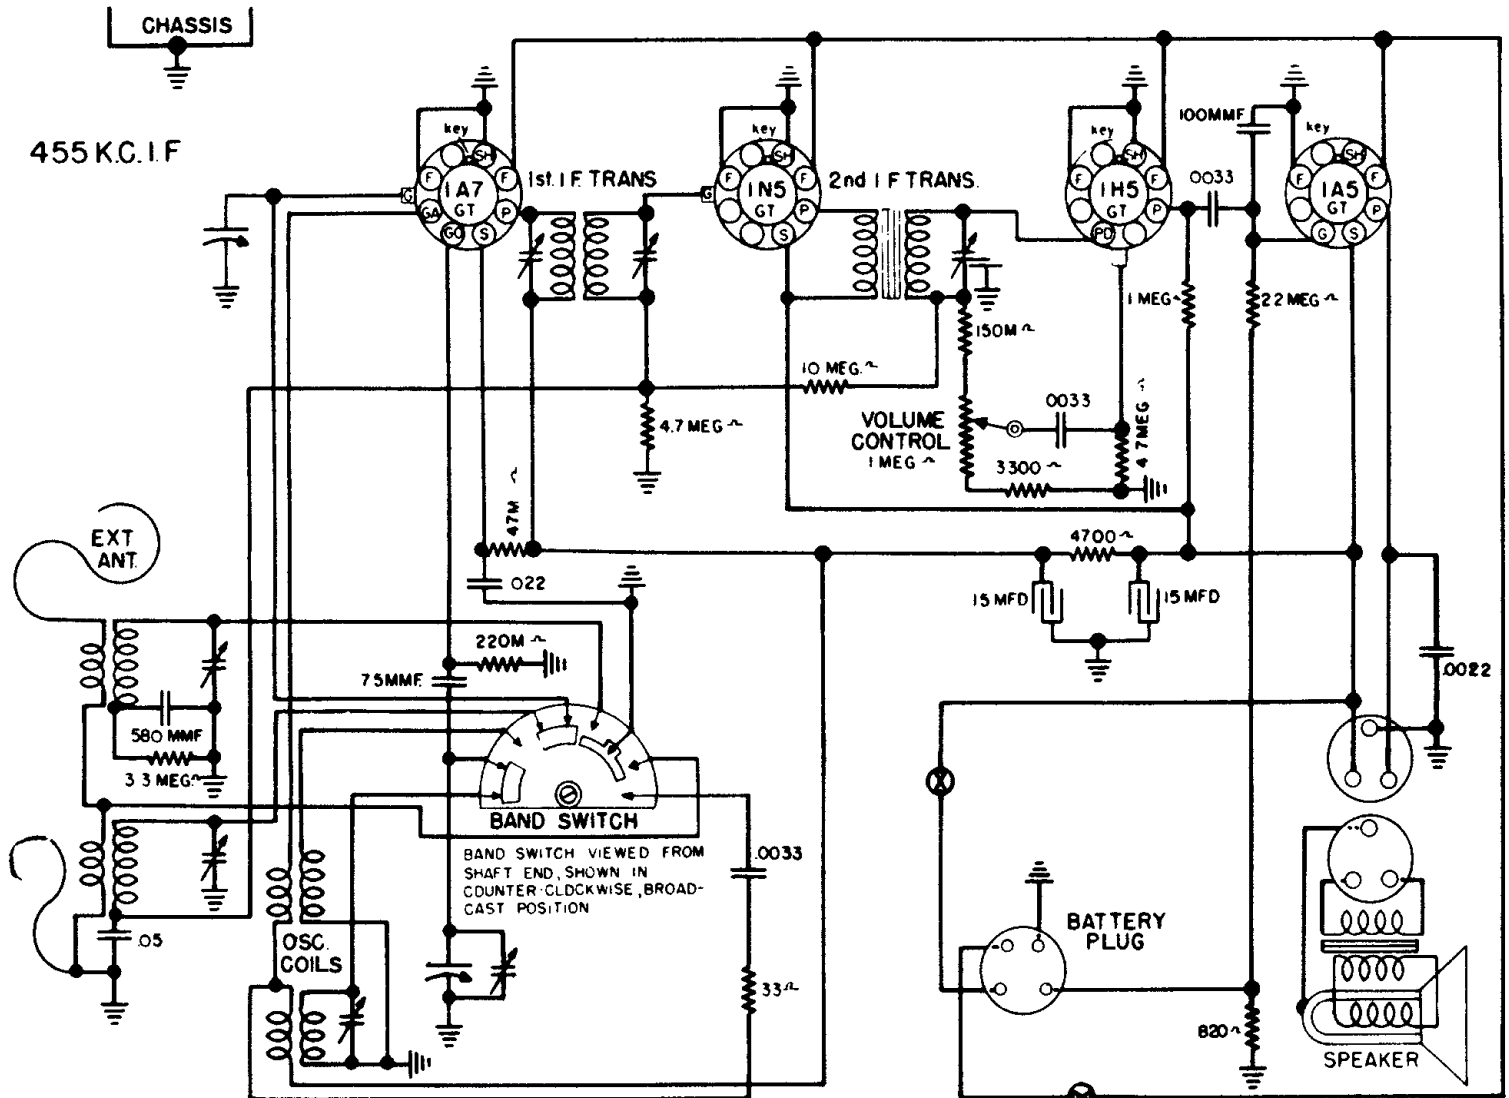 CHASSIS
455 K.C. I.F
key
SH
F
F
G
1A7
GT
GA
P
GO
S
1st. I.F. TRANS
key
SH
F
F
G
1N5
GT
P
S
2nd I F TRANS.
key
SH
F
F
1H5
GT
P
PD
.0033
100MMF
key
SH
F
F
1A5
GT
P
G
S
1 MEG
2.2 MEG
150M
10 MEG.
4.7 MEG
VOLUME
CONTROL
1 MEG
.0033
4.7 MEG
3300
47M
.022
4700
15 MFD
15 MFD
EXT
ANT.
220M
75MMF.
.0022
580 MMF
3.3 MEG.
BAND SWITCH
BAND SWITCH VIEWED FROM
SHAFT END, SHOWN IN
COUNTER-CLOCKWISE, BROAD-
CAST POSITION
.0033
.05
OSC.
COILS
33
BATTERY
PLUG
820
SPEAKER